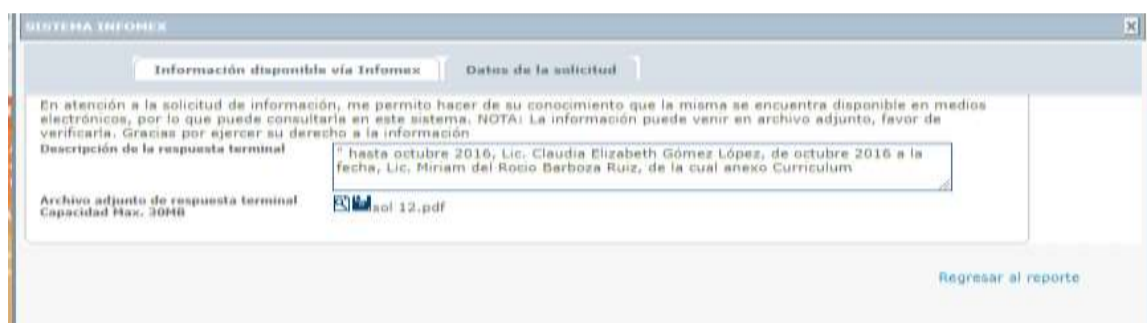 SISTEMA INFOMEX
Información disponible vía Infomex
Datos de la solicitud
En atención a la solicitud de información, me permito hacer de su conocimiento que la misma se encuentra disponible en medios
electrónicos, por lo que puede consultarla en este sistema. NOTA: La información puede venir en archivo adjunto, favor de
verificarla. Gracias por ejercer su derecho a la información
Descripción de la respuesta terminal
" hasta octubre 2016, Lic. Claudia Elizabeth Gómez López, de octubre 2016 a la
fecha, Lic. Miriam del Rocio Barboza Ruiz, de la cual anexo Curriculum
Archivo adjunto de respuesta terminal
Capacidad Max. 30MB
sol 12.pdf
Regresar al reporte